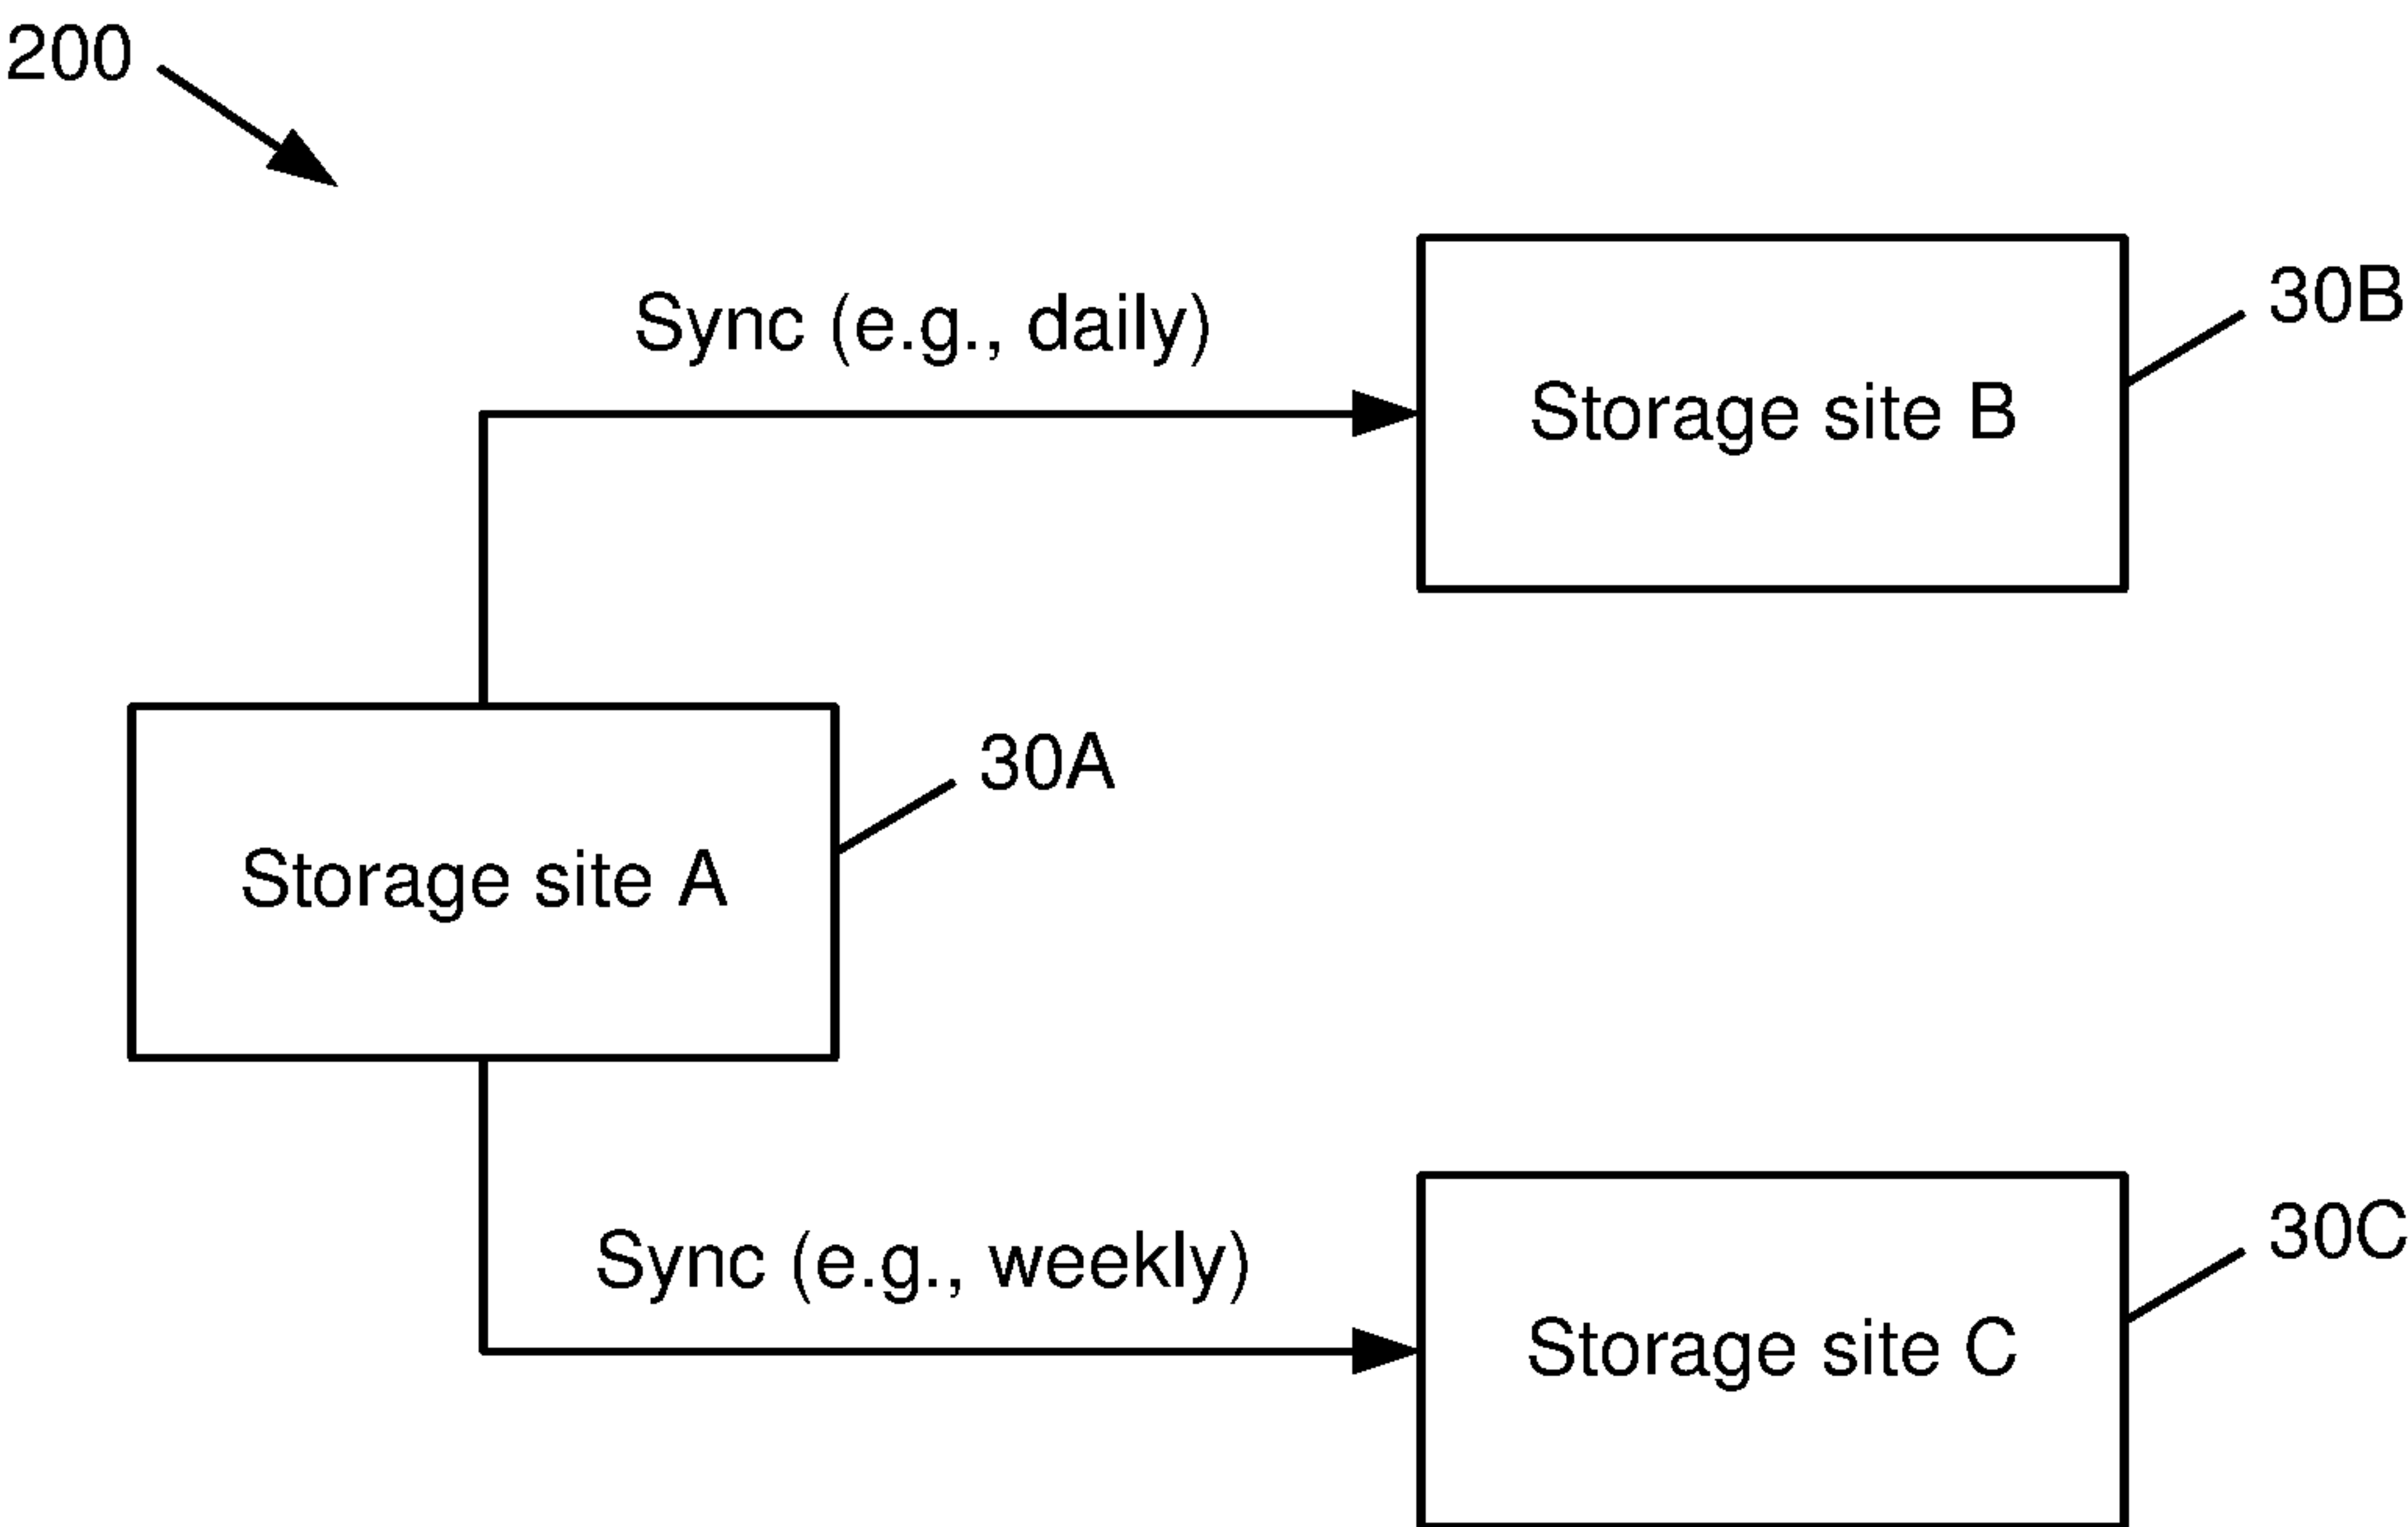 200
Sync (e.g., daily)
30B
Storage site B
30A
Storage site A
Sync (e.g., weekly)
30C
Storage site C